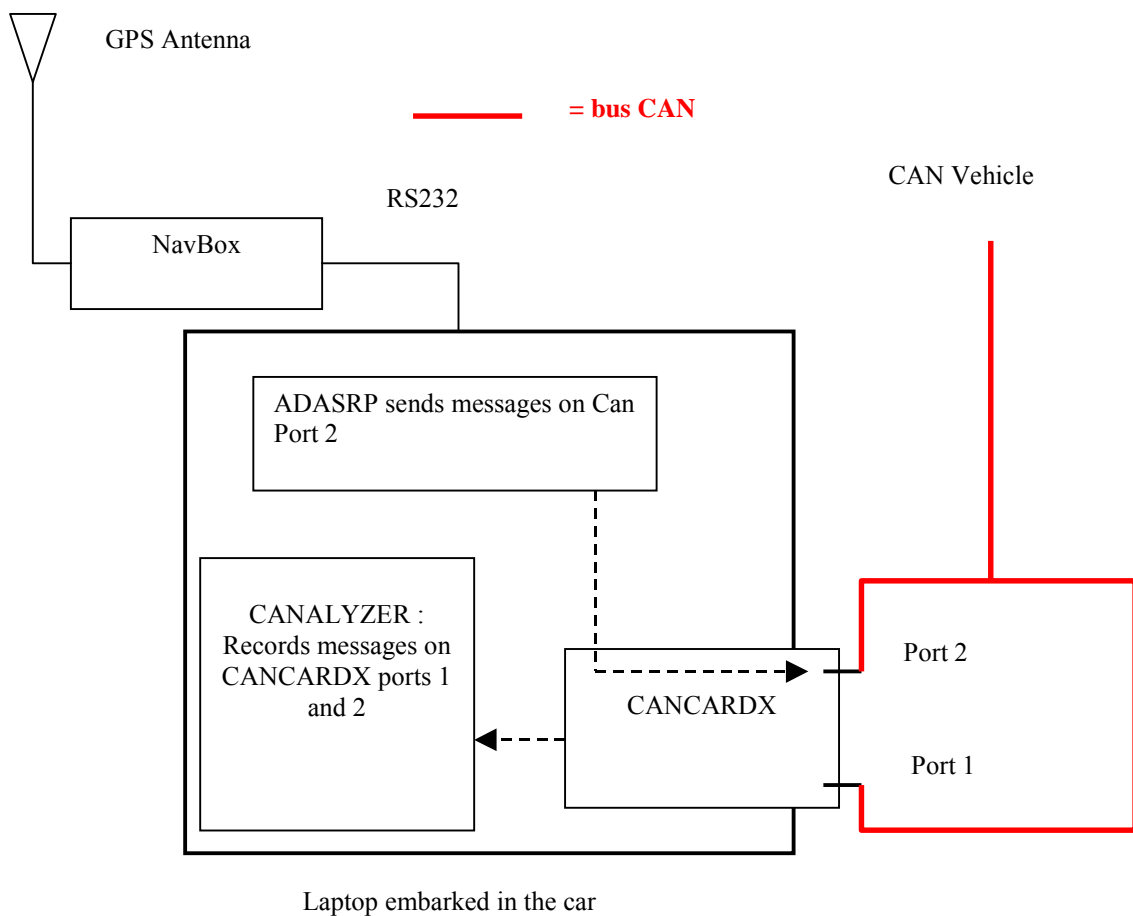 GPS Antenna
= bus CAN
CAN Vehicle
RS232
NavBox
ADASRP sends messages on Can
Port 2
CANALYZER :
Records messages on
CANCARDX ports 1
and 2
CANCARDX
Port 2
Port 1
Laptop embarked in the car